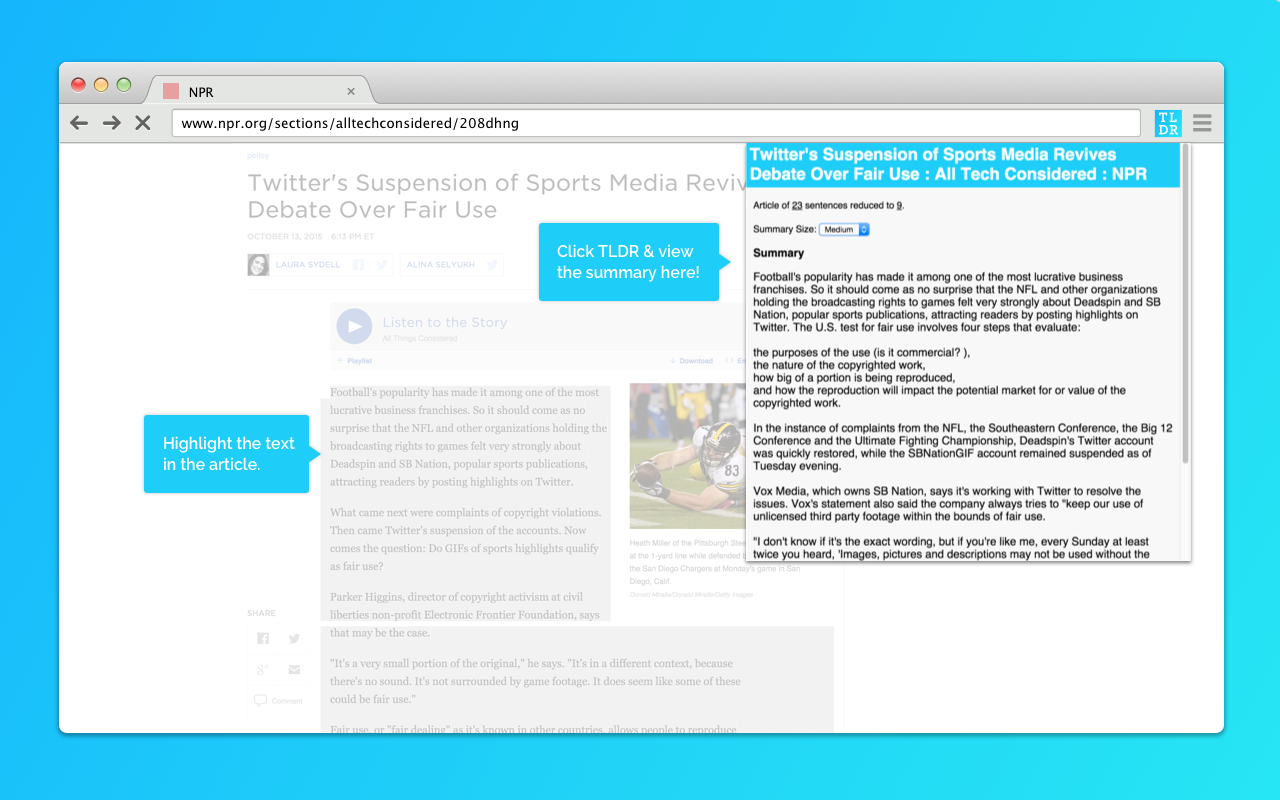 NPR
www.npr.org/sections/alltechconsidered/208dhng
TL
DR
policy
Twitter's Suspension of Sports Media Reviv
Debate Over Fair Use
OCTOBER 13, 2015 6:13 PM ET
LAURA SYDELL
ALINA SELYUKH
Listen to the Story
All Things Considered
+ Playlist
Download
Football's popularity has made it among one of the most
lucrative business franchises. So it should come as no
surprise that the NFL and other organizations holding the
broadcasting rights to games felt very strongly about
Deadspin and SB Nation, popular sports publications,
attracting readers by posting highlights on Twitter.
What came next were complaints of copyright violations.
Then came Twitter's suspension of the accounts. Now
comes the question: Do GIFs of sports highlights qualify
as fair use?
Parker Higgins, director of copyright activism at civil
liberties non-profit Electronic Frontier Foundation, says
that may be the case.
"It's a very small portion of the original," he says. "It's in a different context, because
there's no sound. It's not surrounded by game footage. It does seem like some of these
could be fair use."
Fair use, or "fair dealing" as it's known in other countries, allows people to reproduce
83
Heath Miller of the Pittsburgh Stee
at the 1-yard line while defended b
the San Diego Chargers at Monday's game in San
Diego, Calif.
Donald Miralle/Donald Miralle/Getty Images
SHARE
Comment
Highlight the text
in the article.
Click TLDR & view
the summary here!
Twitter's Suspension of Sports Media Revives
Debate Over Fair Use : All Tech Considered : NPR
Article of 23 sentences reduced to 9.
Summary Size: Medium
Summary
Football's popularity has made it among one of the most lucrative business
franchises. So it should come as no surprise that the NFL and other organizations
holding the broadcasting rights to games felt very strongly about Deadspin and SB
Nation, popular sports publications, attracting readers by posting highlights on
Twitter. The U.S. test for fair use involves four steps that evaluate:
the purposes of the use (is it commercial? ),
the nature of the copyrighted work,
how big of a portion is being reproduced,
and how the reproduction will impact the potential market for or value of the
copyrighted work.
In the instance of complaints from the NFL, the Southeastern Conference, the Big 12
Conference and the Ultimate Fighting Championship, Deadspin's Twitter account
was quickly restored, while the SBNationGIF account remained suspended as of
Tuesday evening.
Vox Media, which owns SB Nation, says it's working with Twitter to resolve the
issues. Vox's statement also said the company always tries to "keep our use of
unlicensed third party footage within the bounds of fair use.
"I don't know if it's the exact wording, but if you're like me, every Sunday at least
twice you heard, 'Images, pictures and descriptions may not be used without the